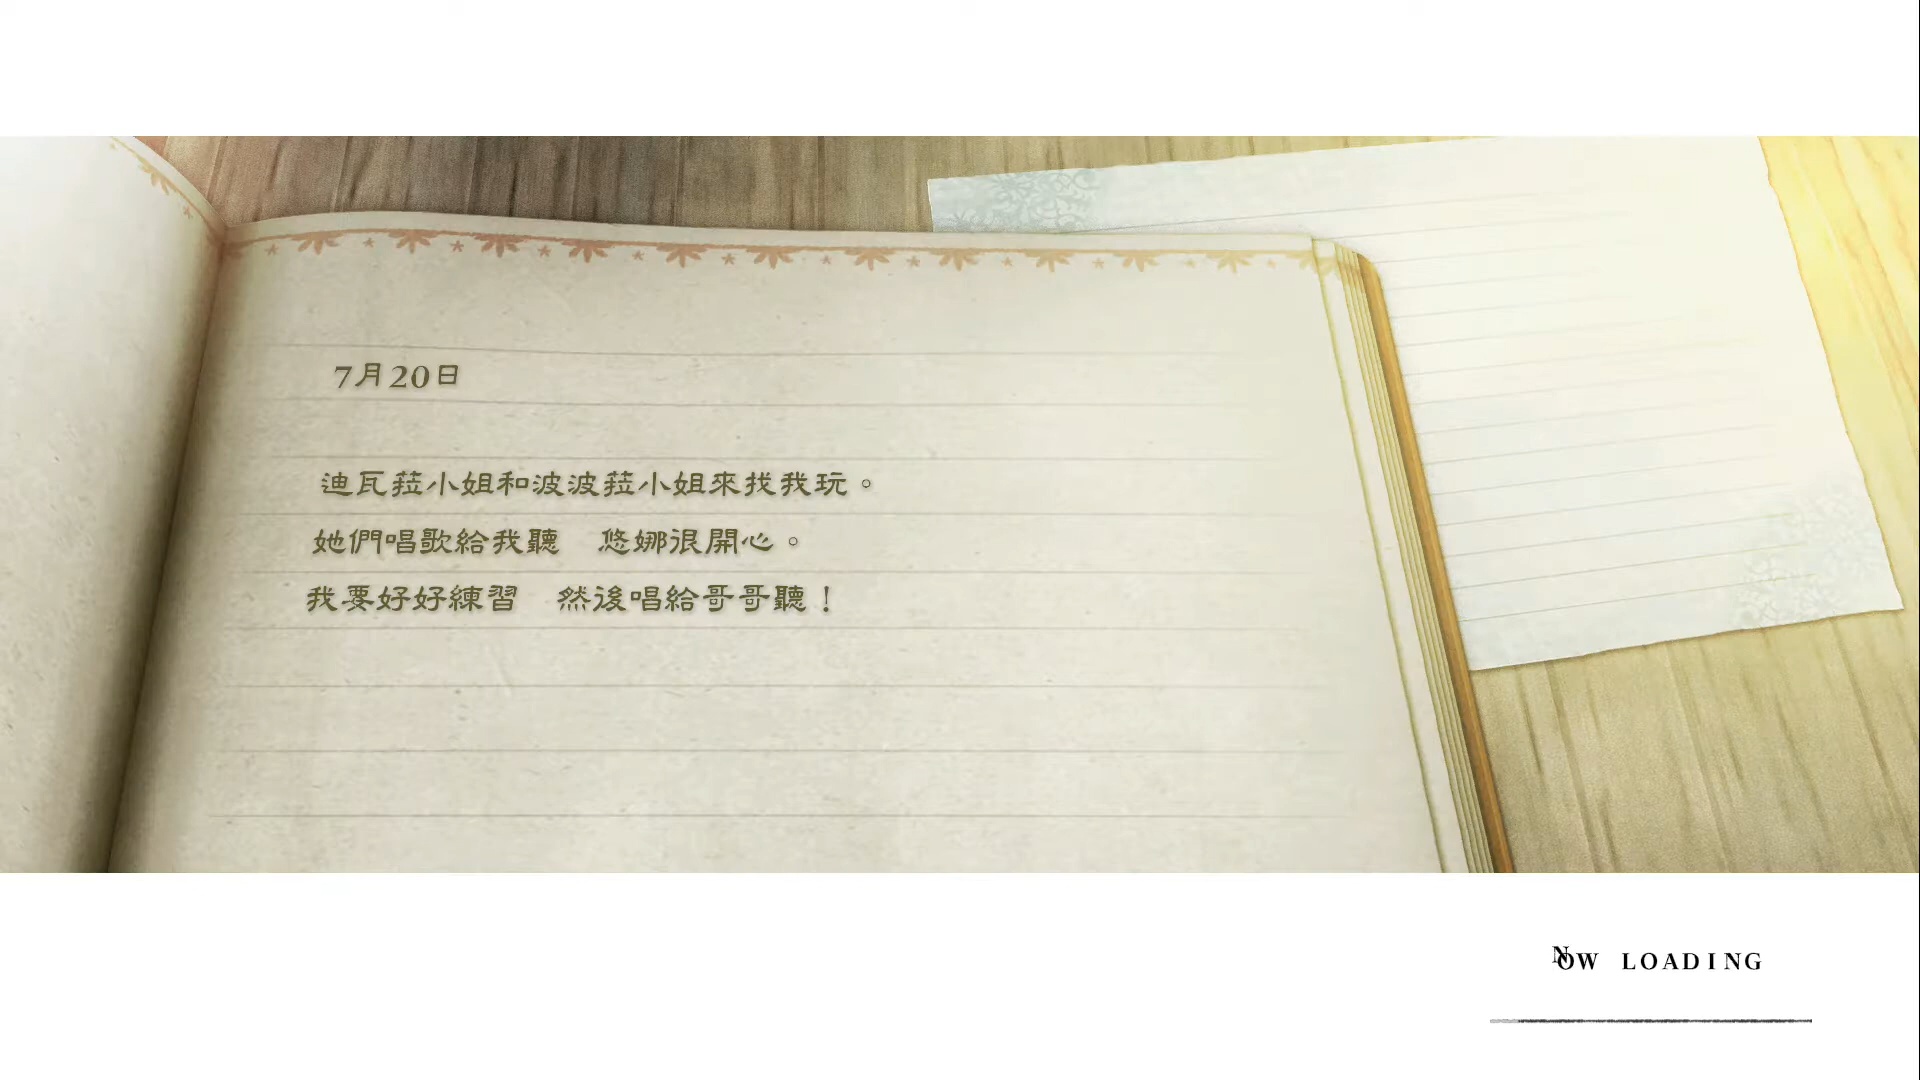 7月20日
迪瓦菈小姐和波波菈小姐來找我玩。
她們唱歌給我聽　悠娜很開心。
我要好好練習　然後唱給哥哥聽！
NOW LOADING